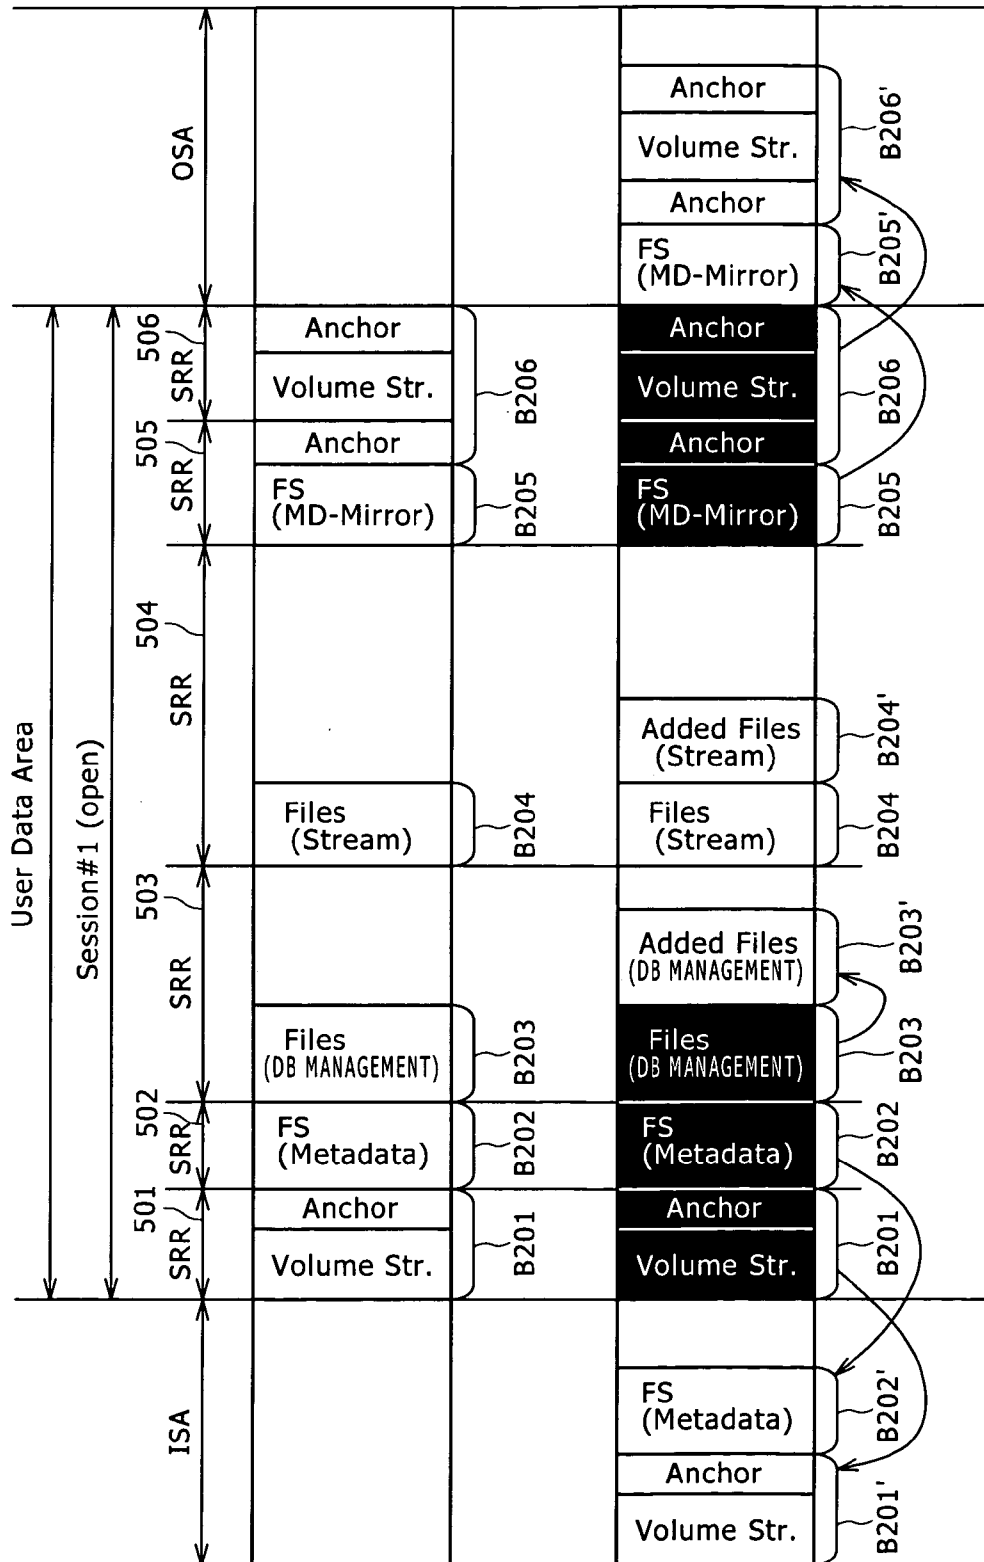 User Data Area
Session#1 (open)
ISA
SRR
501
SRR
502
SRR
503
SRR
504
SRR
505
SRR
506
OSA
Anchor
Volume Str.
Anchor
FS
(MD-Mirror)
Files
(Stream)
Files
(DB MANAGEMENT)
FS
(Metadada)
Anchor
Volume Str.
B206
B205
B204
B203
B202
B201
Anchor
Volume Str.
Anchor
FS
(MD-Mirror)
Anchor
Volume Str.
Anchor
FS
(MD-Mirror)
Added Files
(Stream)
Files
(Stream)
Added Files
(DB MANAGEMENT)
Files
(DB MANAGEMENT)
FS
(Metadada)
Anchor
Volume Str.
FS
(Metadada)
Anchor
Volume Str.
B206'
B205'
B206
B205
B204'
B204
B203'
B203
B202
B201
B202'
B201'